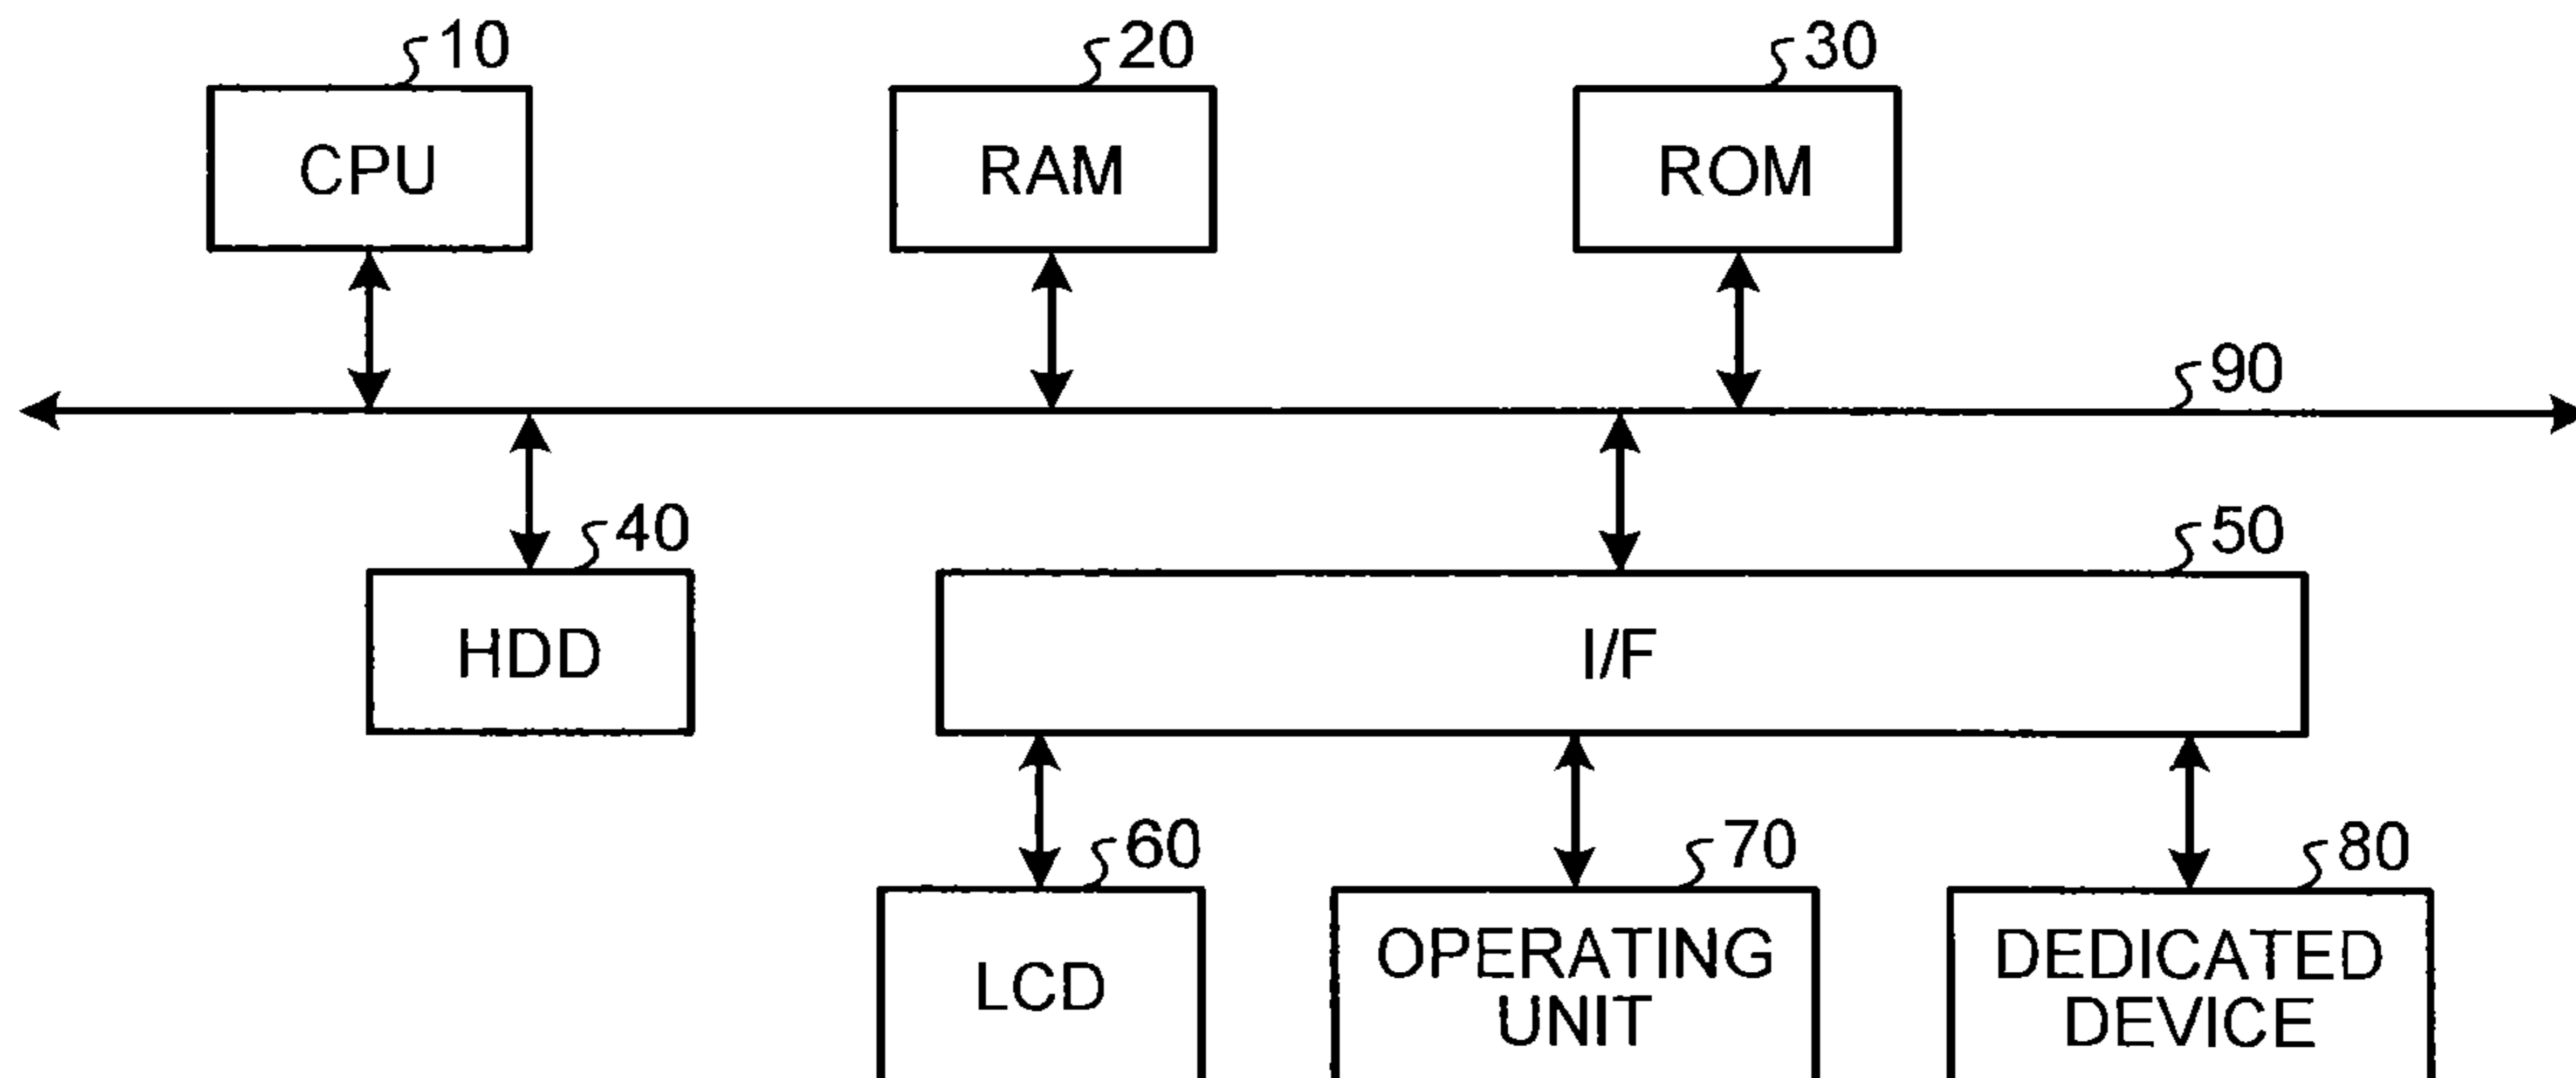 10
20
30
CPU
RAM
ROM
90
40
50
HDD
I/F
60
70
80
LCD
OPERATING
UNIT
DEDICATED
DEVICE